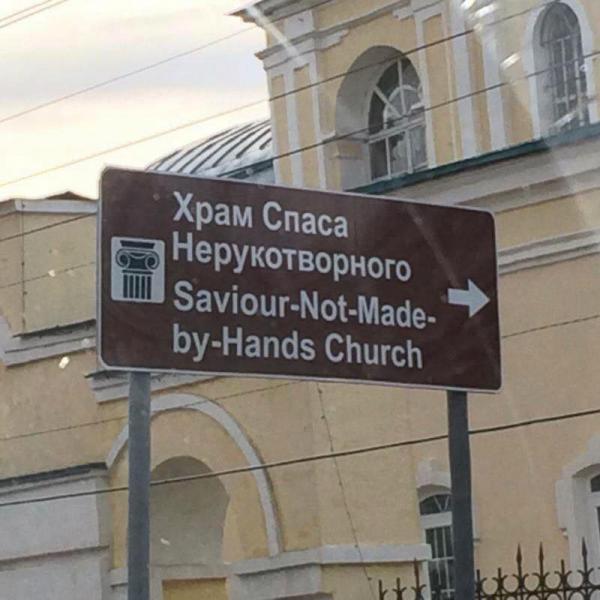 Храм Спаса
Нерукотворного
Saviour-Not-Made-
by-Hands Church